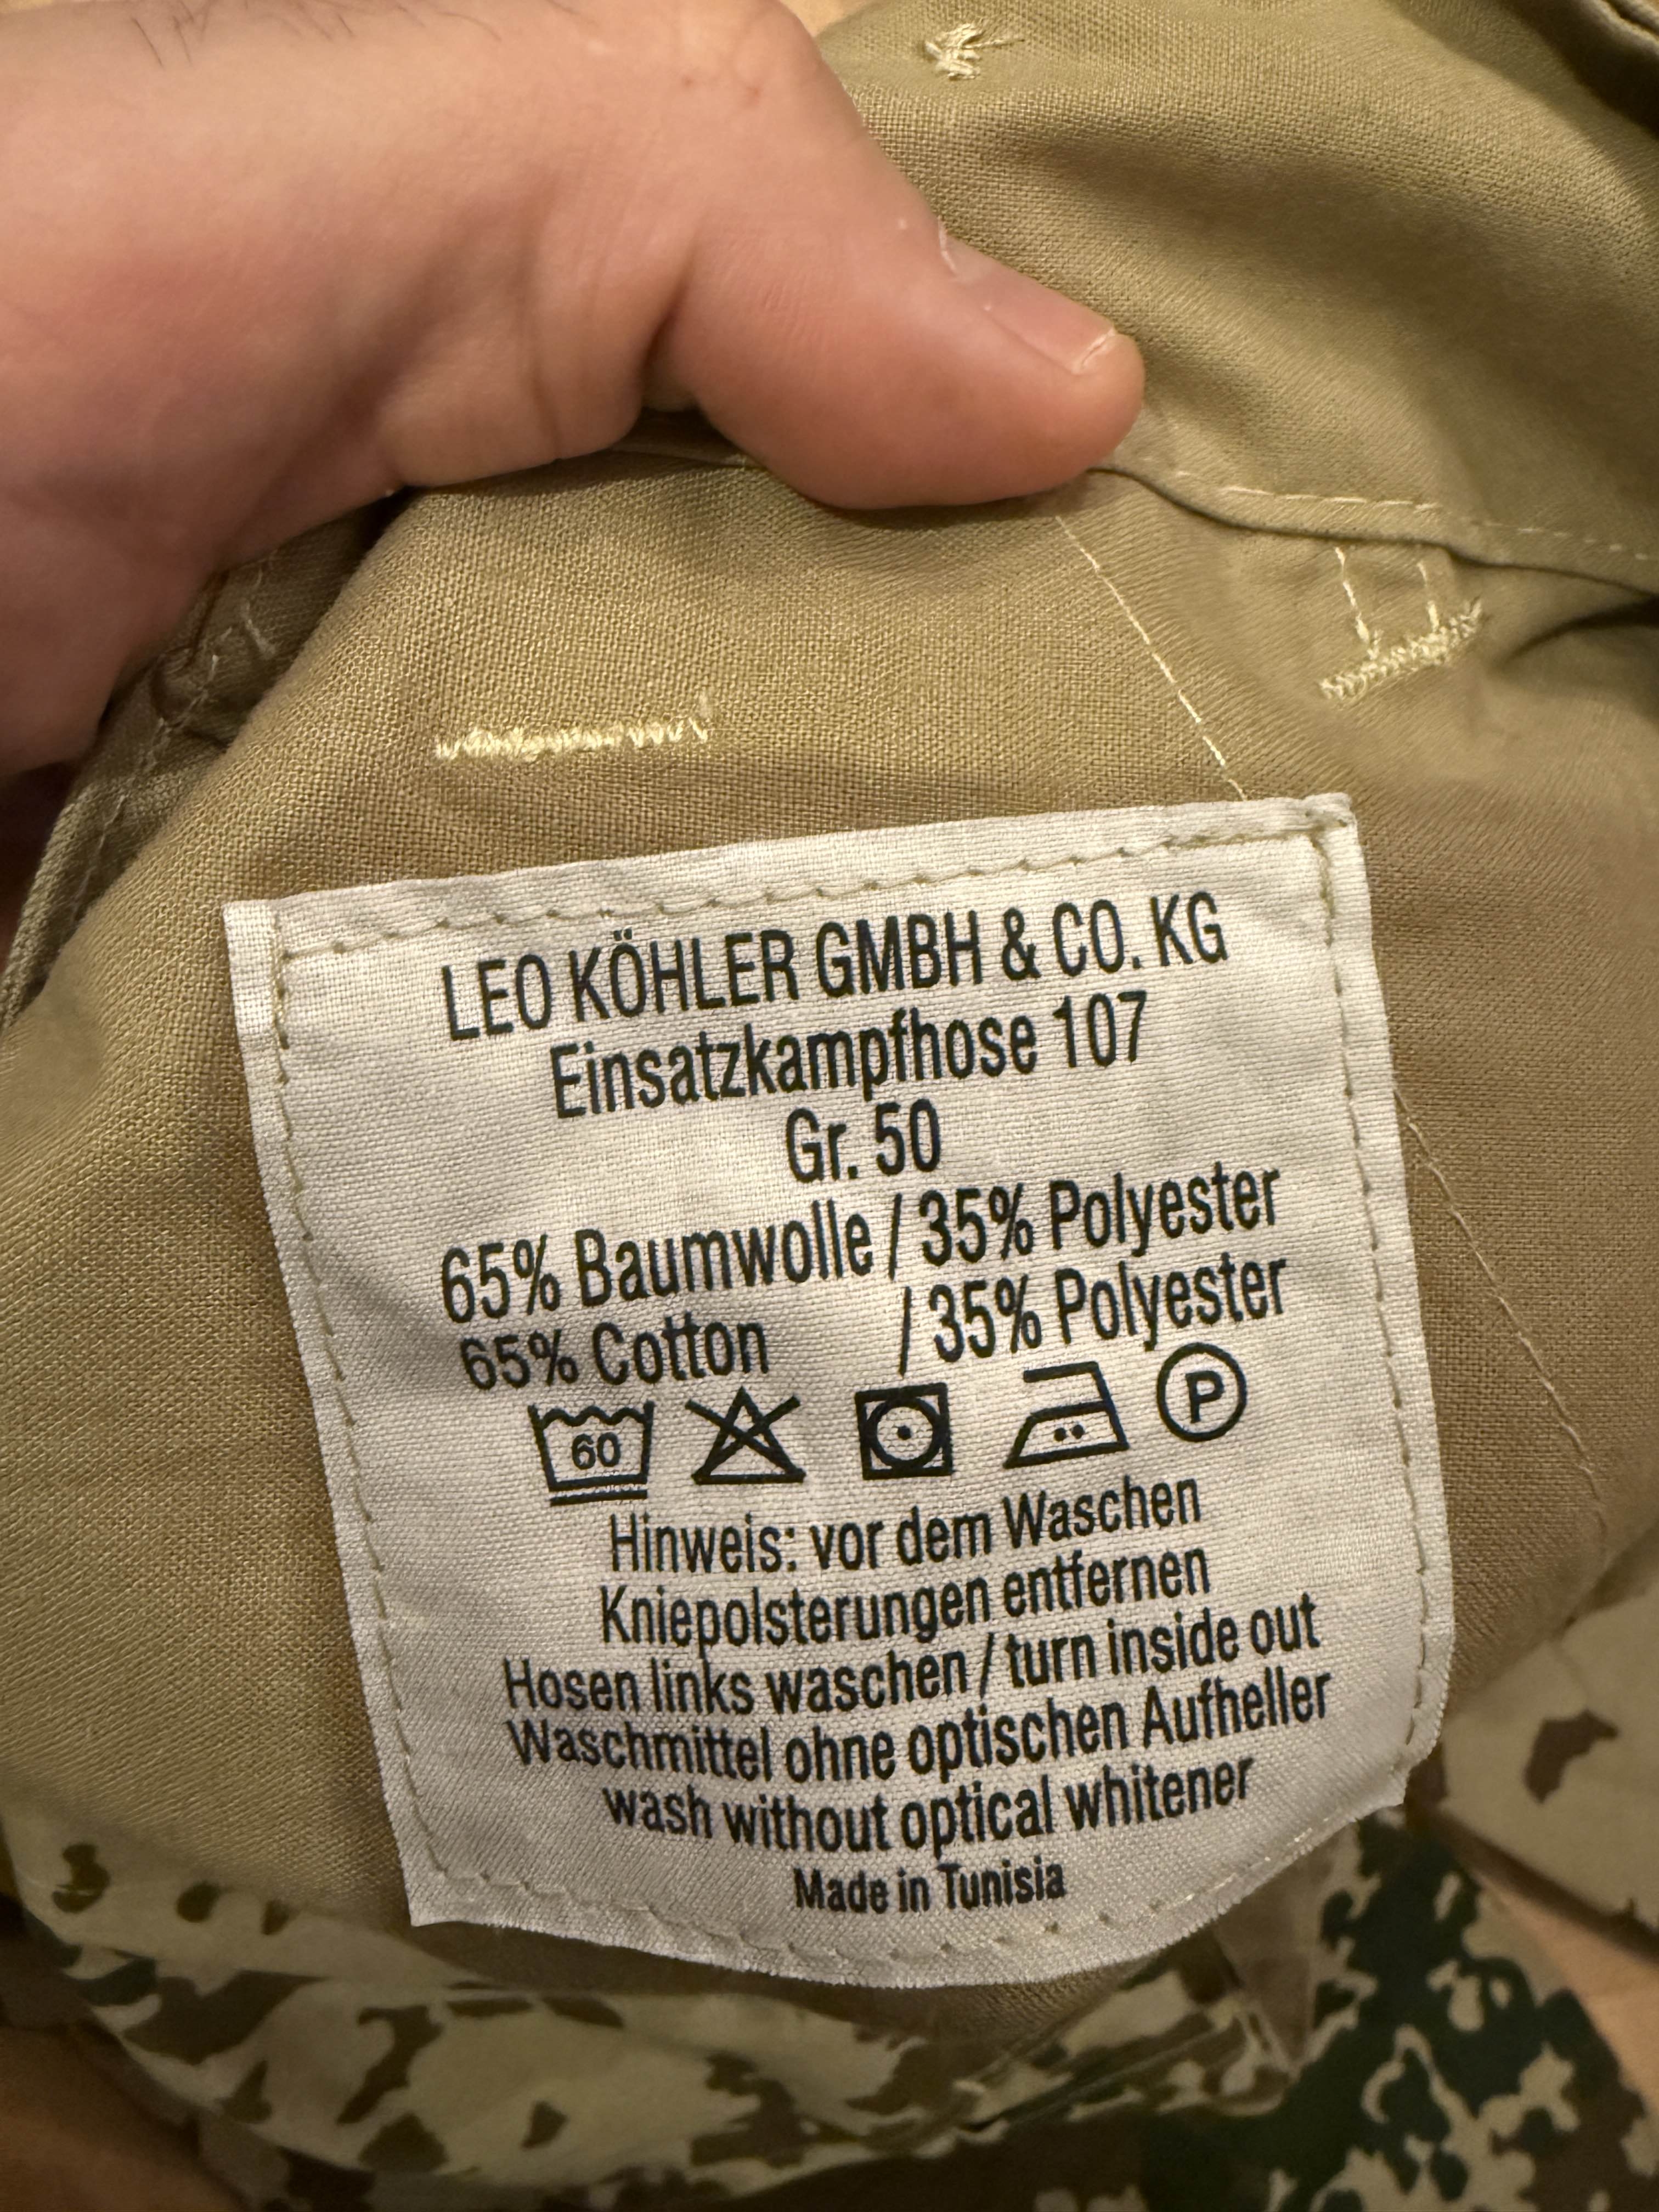 LEO KÖHLER GMBH & CO. KG
Einsatzkampfhose 107
Gr. 50
65% Baumwolle / 35% Polyester
65% Cotton / 35% Polyester
60 P
Hinweis: vor dem Waschen
Kniepolsterungen entfernen
Hosen links waschen / turn inside out
Waschmittel ohne optischen Aufheller
wash without optical whitener
Made in Tunisia